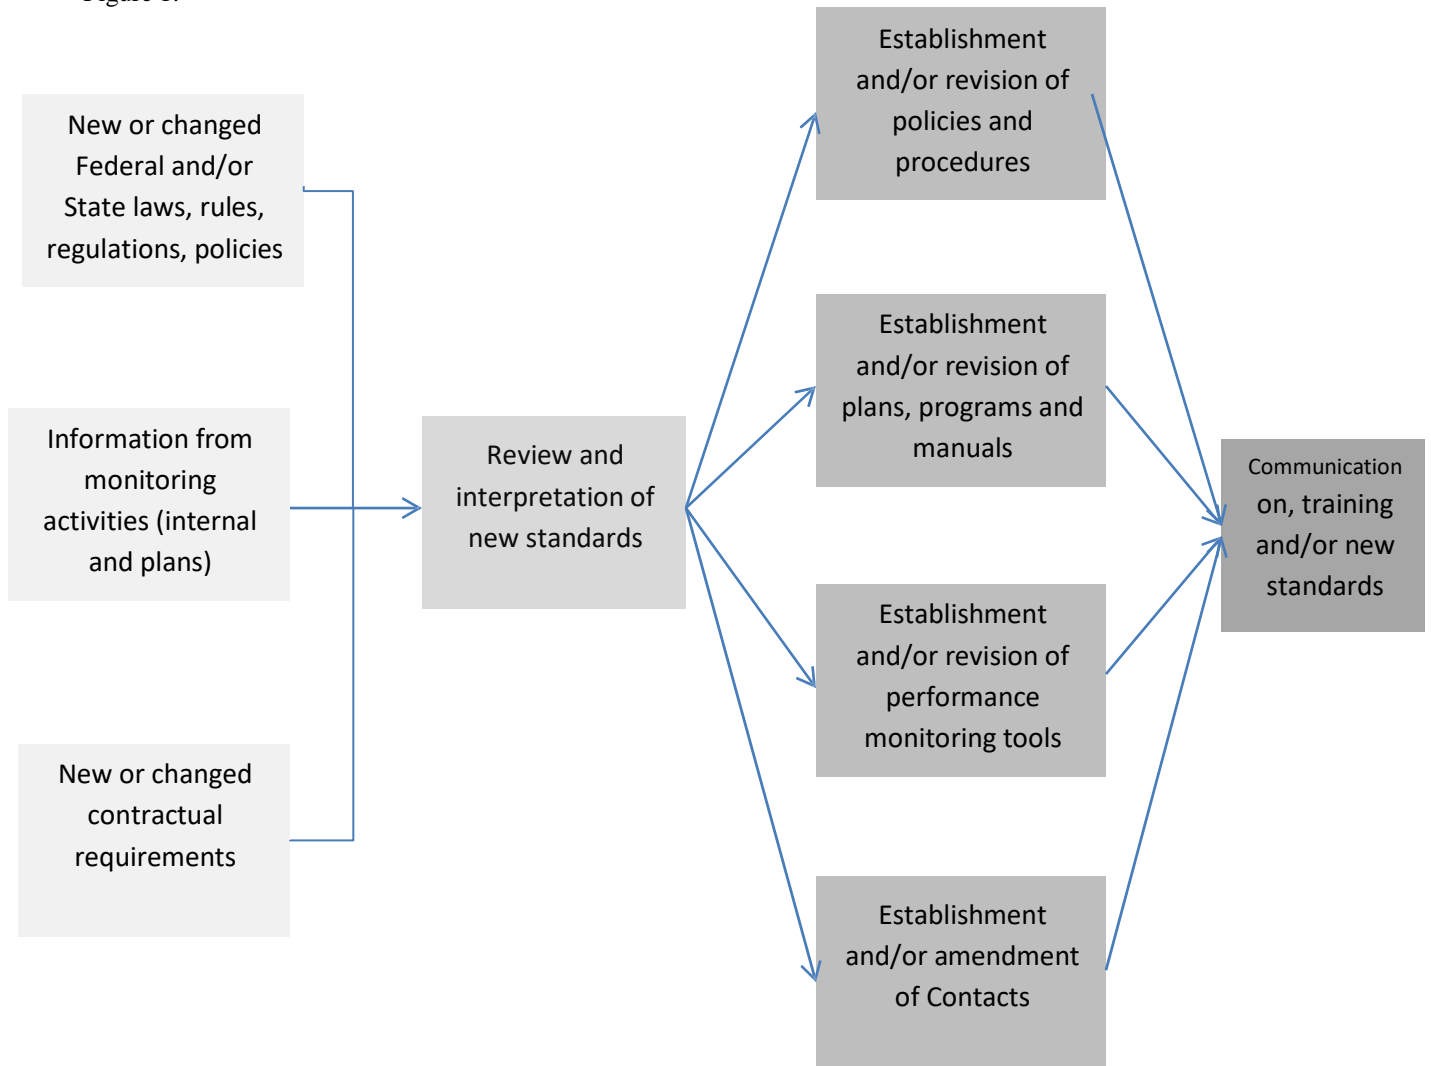 Figure 1.
New or changed
Federal and/or
State laws, rules,
regulations, policies
Information from
monitoring
activities (internal
and plans)
New or changed
contractual
requirements
Review and
interpretation of
new standards
Establishment
and/or revision of
policies and
procedures
Establishment
and/or revision of
plans, programs and
manuals
Establishment
and/or revision of
performance
monitoring tools
Establishment
and/or amendment
of Contacts
Communication
on, training
and/or new
standards